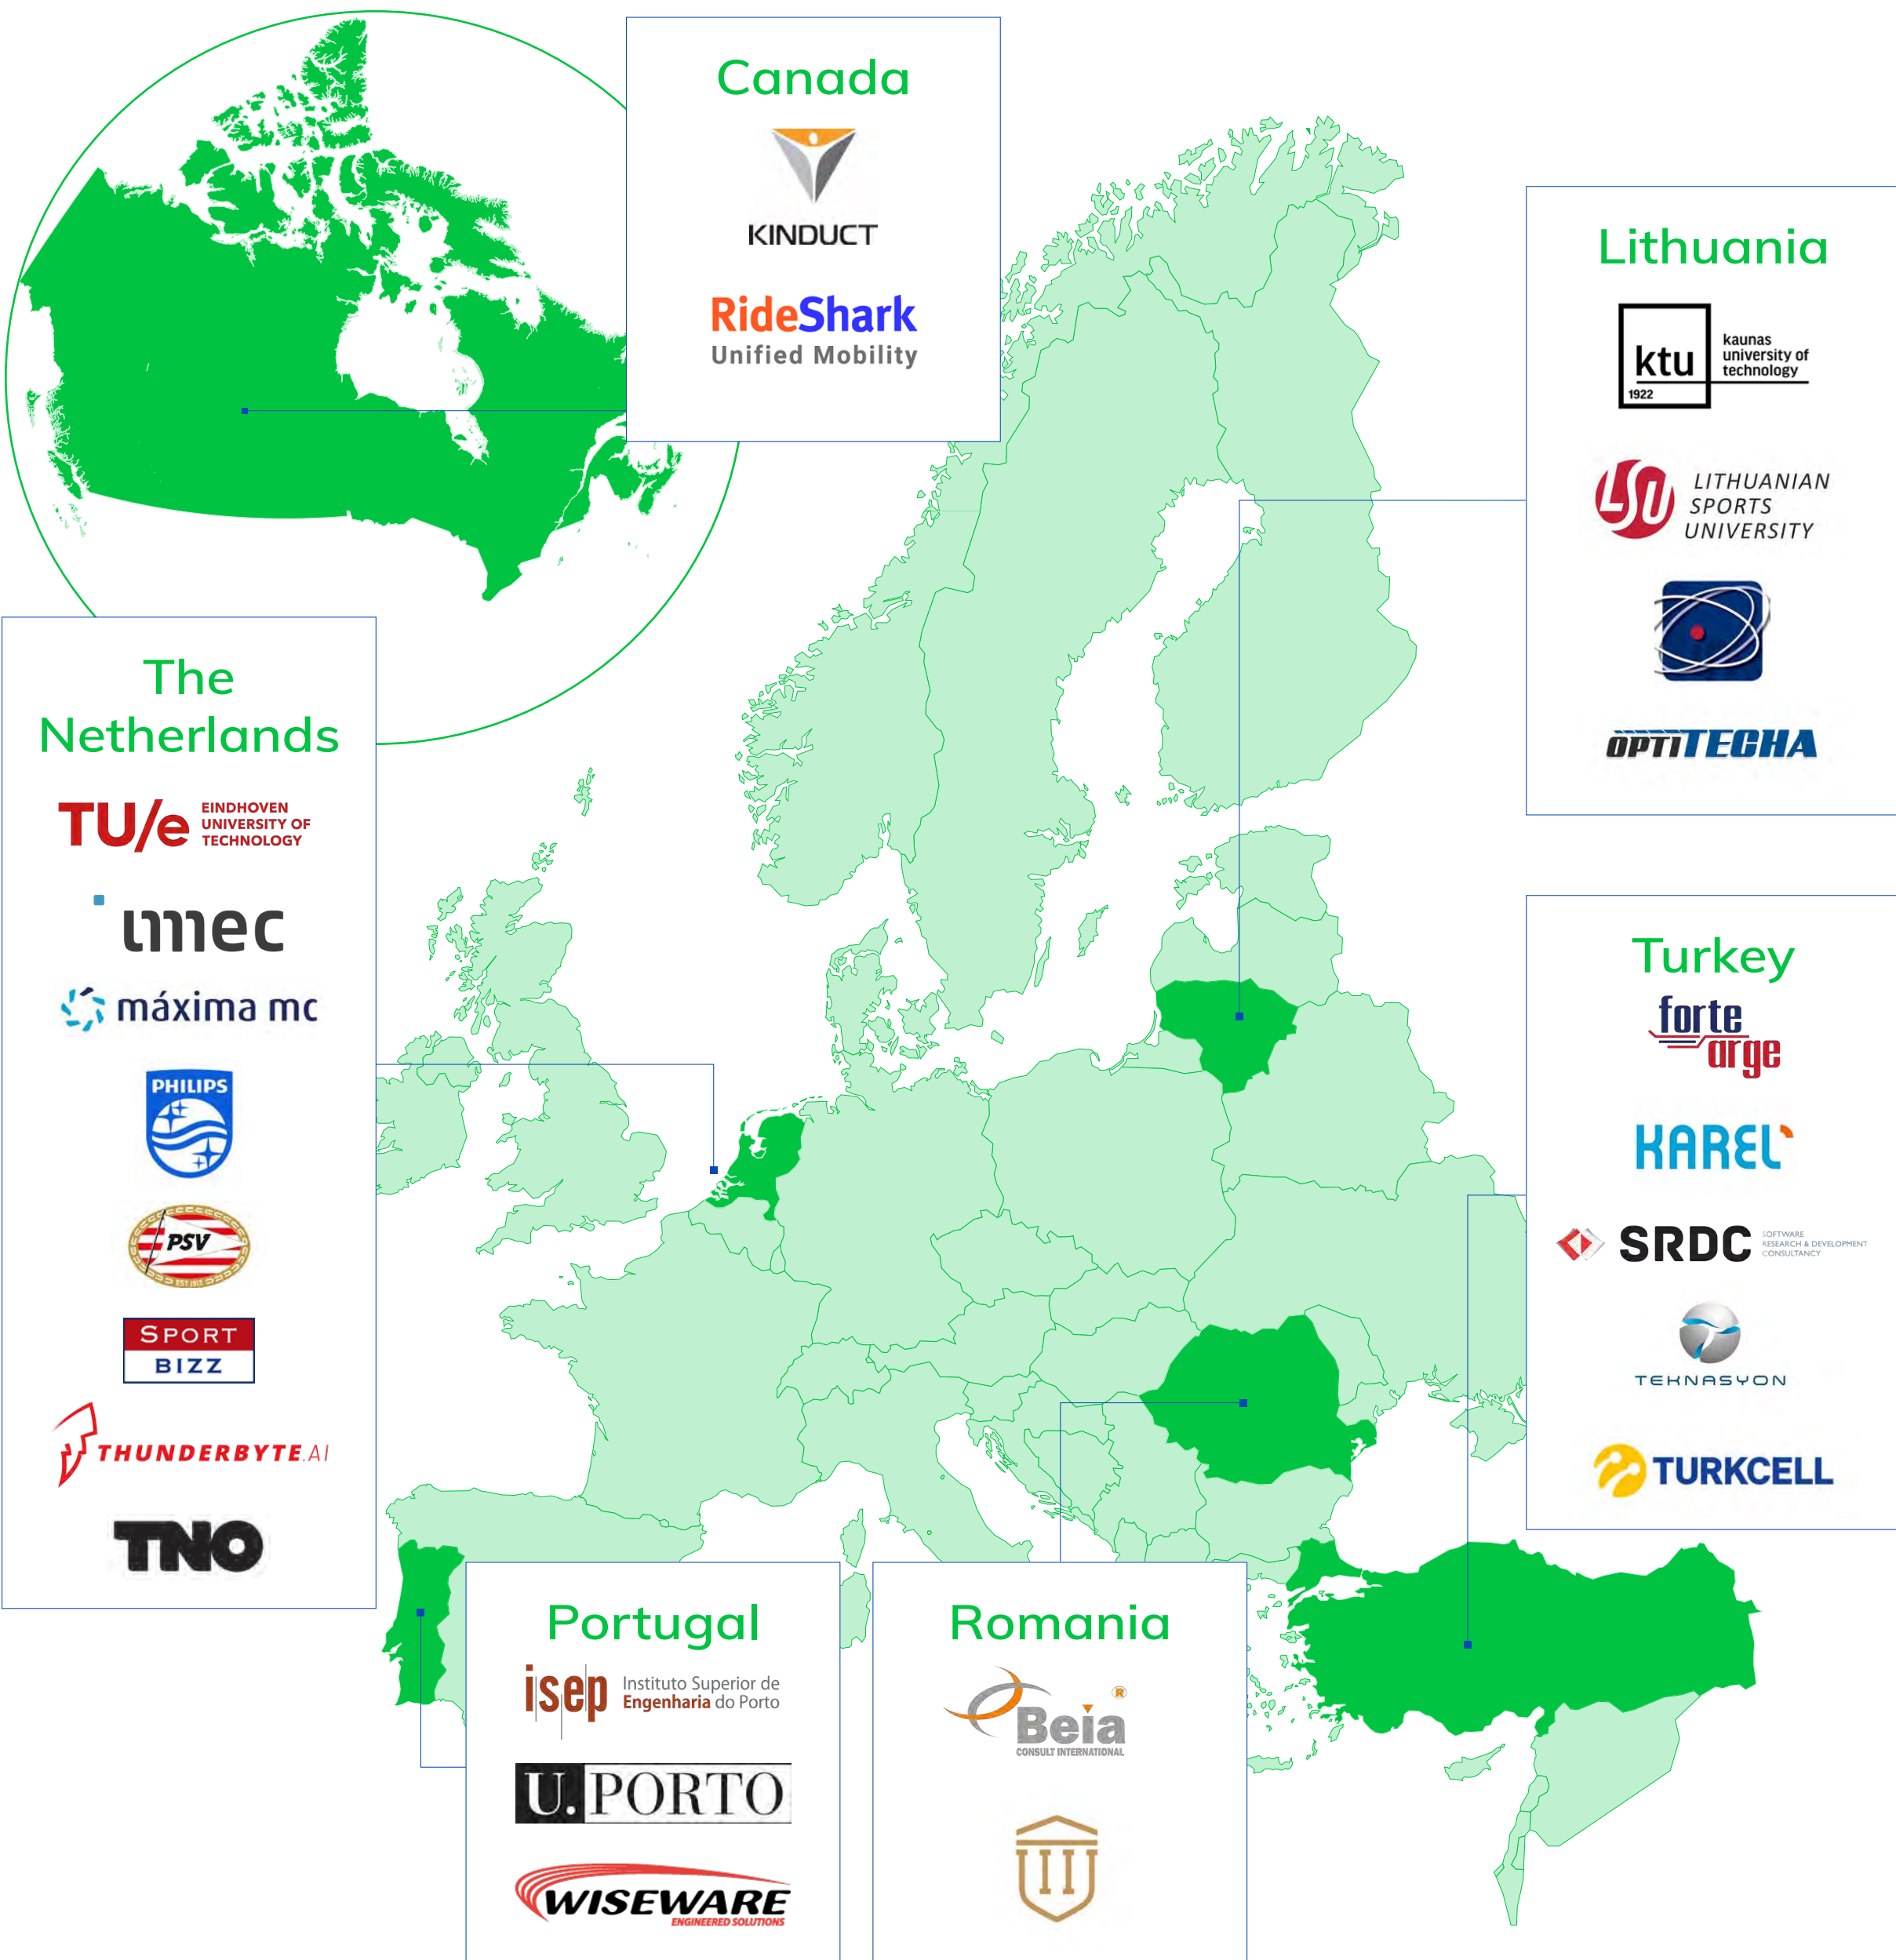 Canada
KINDUCT
RideShark
Unified Mobility
Lithuania
ktu
1922
kaunas
university of
technology
LSU
LITHUANIAN
SPORTS
UNIVERSITY
OPTITECHA
The
Netherlands
TU/e
EINDHOVEN
UNIVERSITY OF
TECHNOLOGY
imec
máxima mc
PHILIPS
PSV
EST 1913
SPORT
BIZZ
THUNDERBYTE.AI
TNO
Turkey
forte
arge
KAREL
SRDC
SOFTWARE
RESEARCH & DEVELOPMENT
CONSULTANCY
TEKNASYON
TURKCELL
Portugal
isep
Instituto Superior de
Engenharia do Porto
U. PORTO
WISEWARE
ENGINEERED SOLUTIONS
Romania
Beia
®
CONSULT INTERNATIONAL